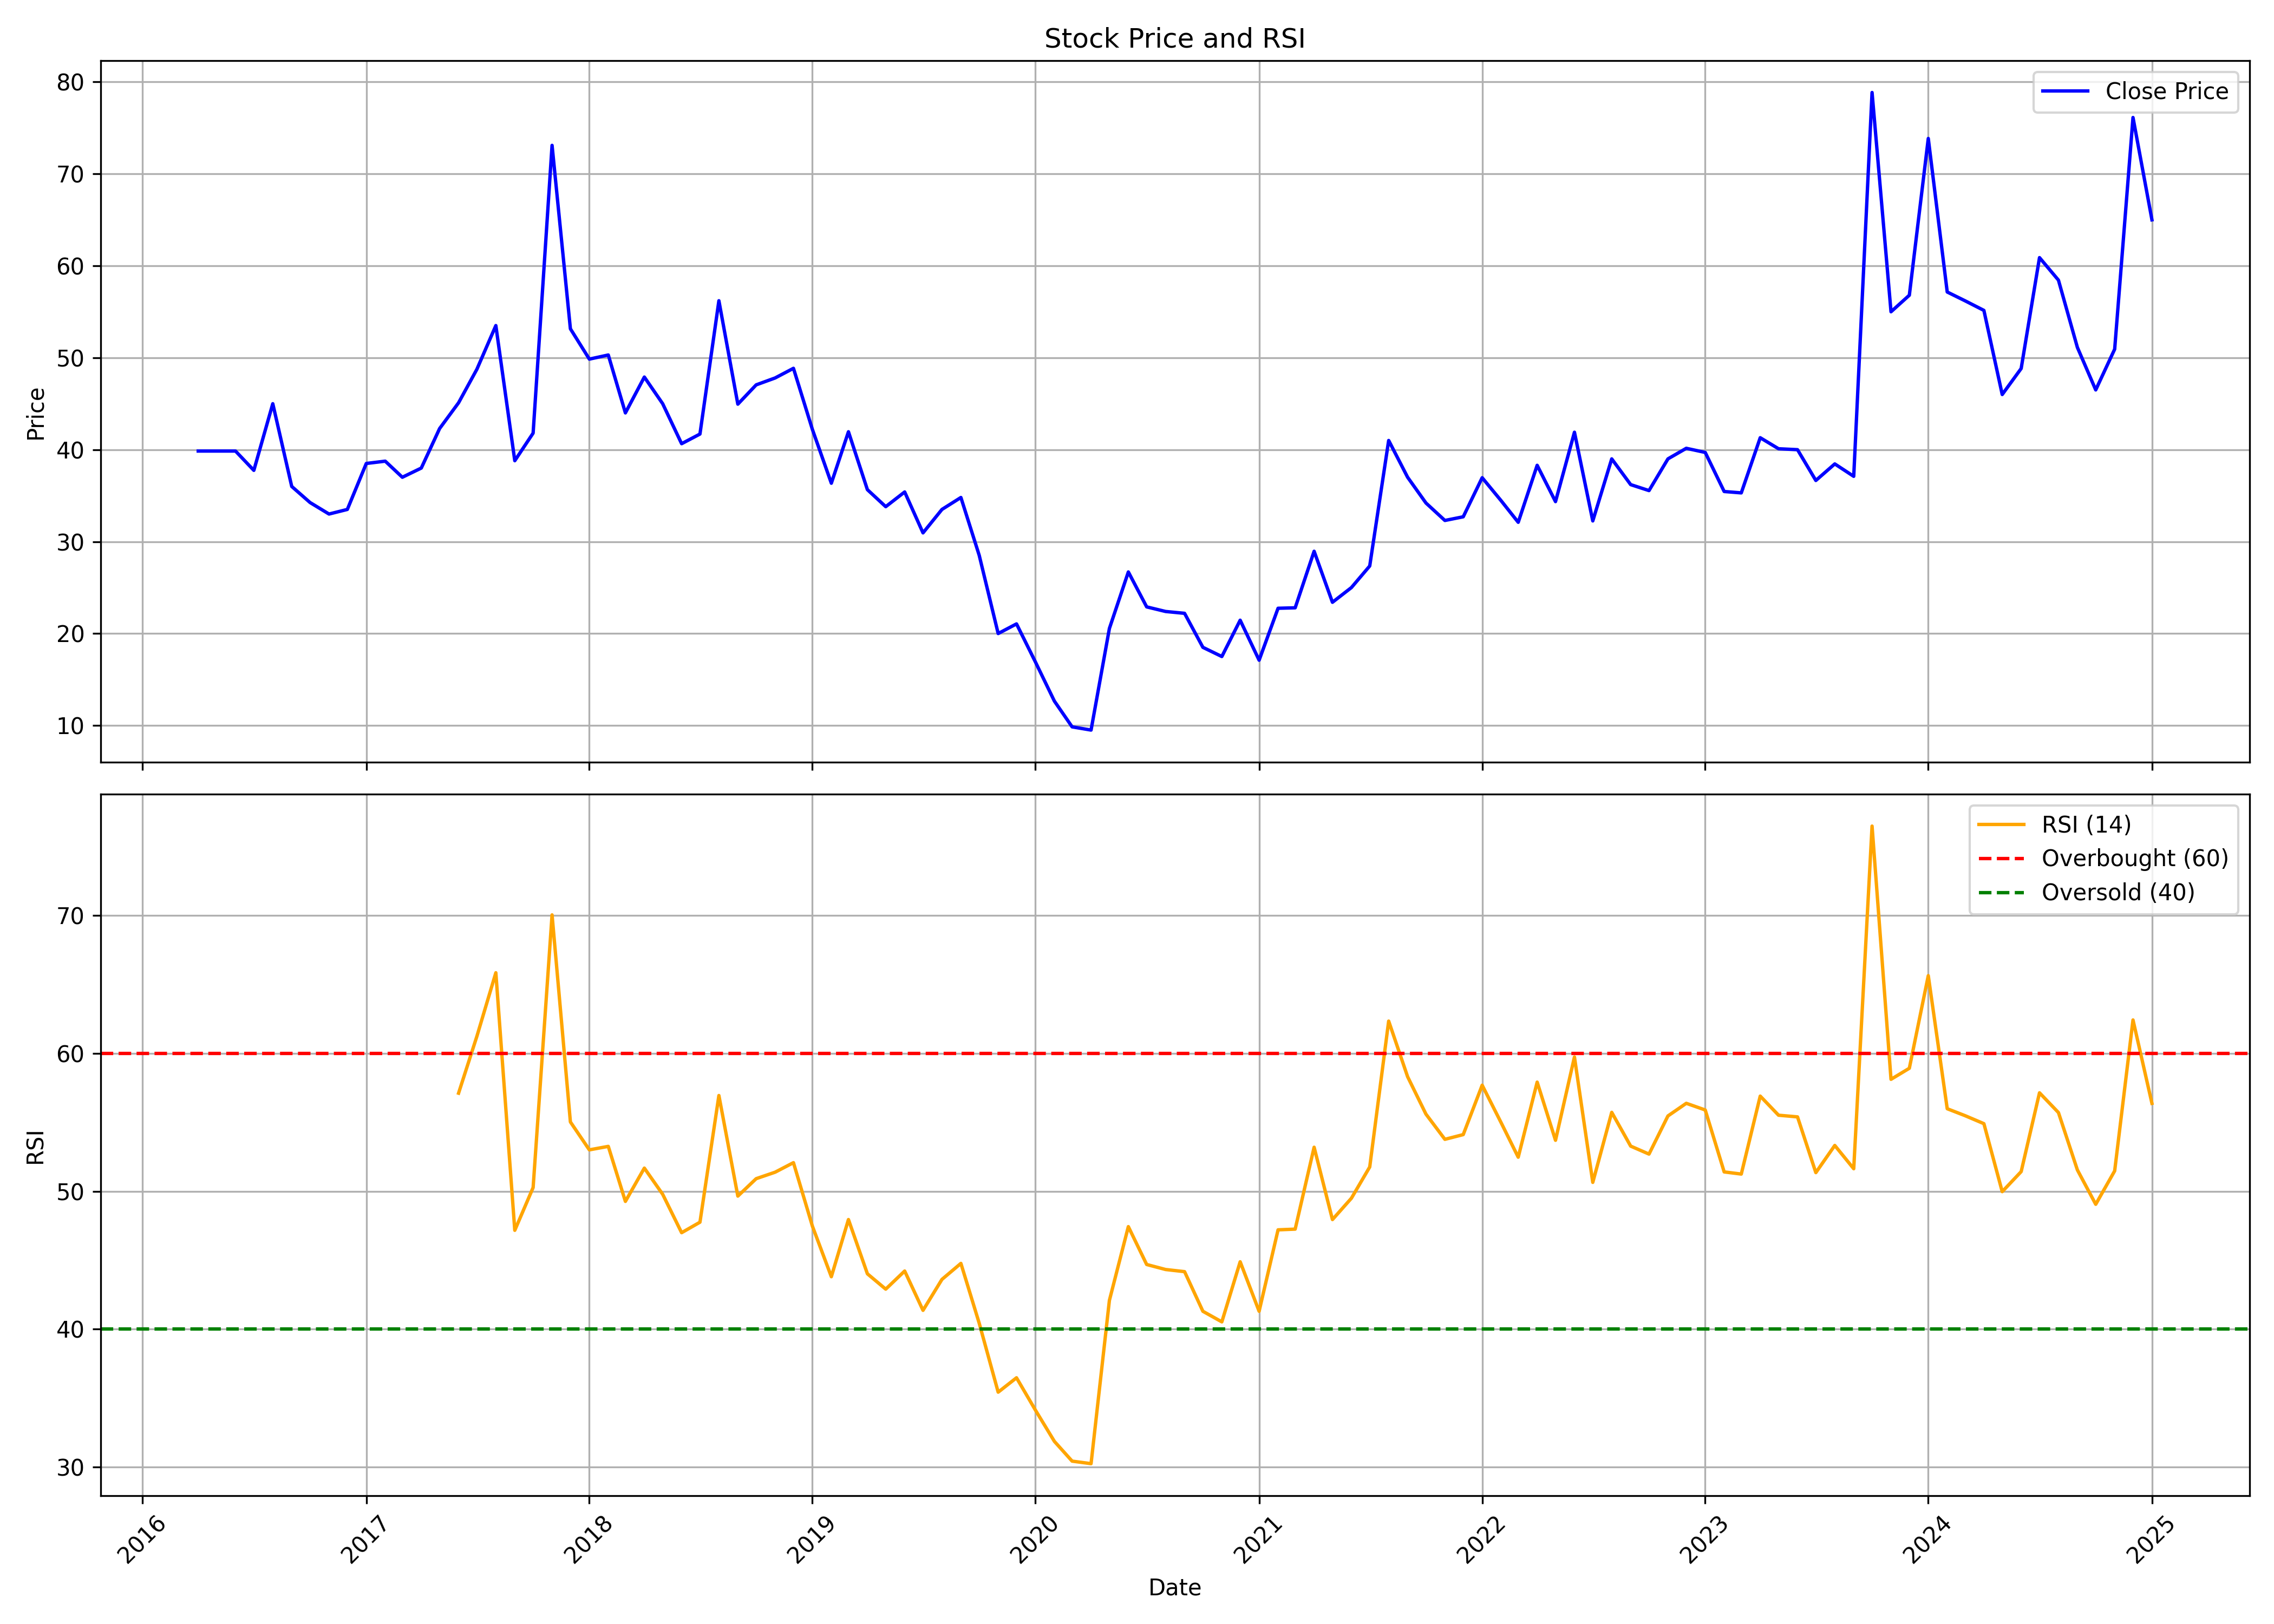 Stock Price and RSI
80
70
60
50
40
30
20
10
Price
Close Price
70
60
50
40
30
RSI
RSI (14)
Overbought (60)
Oversold (40)
2016
2017
2018
2019
2020
2021
2022
2023
2024
2025
Date